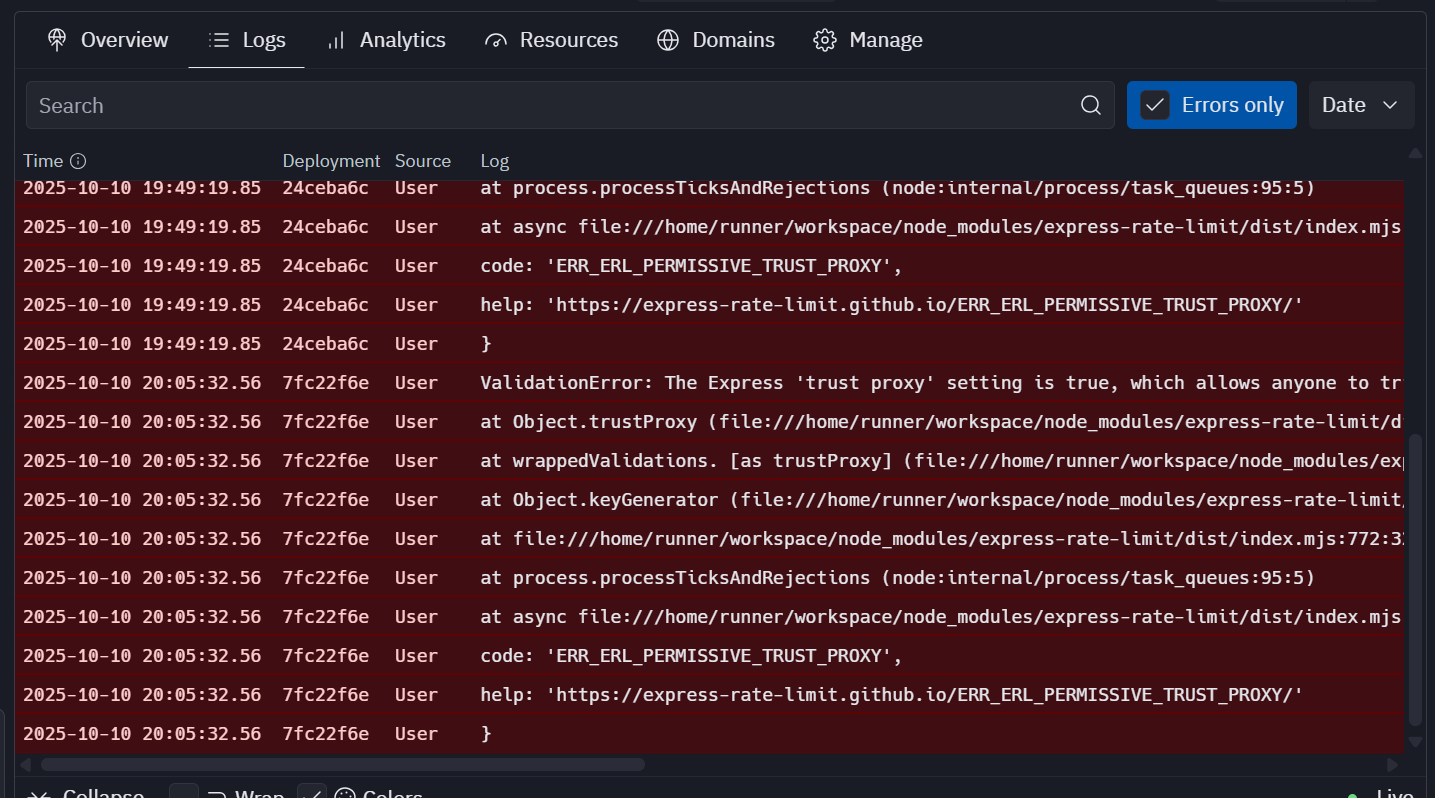 Overview Logs Analytics Resources Domains Manage
Search Errors only Date
Time Deployment Source Log
2025-10-10 19:49:19.85 24ceba6c User at process.processTicksAndRejections (node:internal/process/task_queues:95:5)
2025-10-10 19:49:19.85 24ceba6c User at async file:///home/runner/workspace/node_modules/express-rate-limit/dist/index.mjs
2025-10-10 19:49:19.85 24ceba6c User code: 'ERR_ERL_PERMISSIVE_TRUST_PROXY',
2025-10-10 19:49:19.85 24ceba6c User help: 'https://express-rate-limit.github.io/ERR_ERL_PERMISSIVE_TRUST_PROXY/'
2025-10-10 19:49:19.85 24ceba6c User }
2025-10-10 20:05:32.56 7fc22f6e User ValidationError: The Express 'trust proxy' setting is true, which allows anyone to tr
2025-10-10 20:05:32.56 7fc22f6e User at Object.trustProxy (file:///home/runner/workspace/node_modules/express-rate-limit/d
2025-10-10 20:05:32.56 7fc22f6e User at wrappedValidations. [as trustProxy] (file:///home/runner/workspace/node_modules/exp
2025-10-10 20:05:32.56 7fc22f6e User at Object.keyGenerator (file:///home/runner/workspace/node_modules/express-rate-limit/
2025-10-10 20:05:32.56 7fc22f6e User at file:///home/runner/workspace/node_modules/express-rate-limit/dist/index.mjs:772:3
2025-10-10 20:05:32.56 7fc22f6e User at process.processTicksAndRejections (node:internal/process/task_queues:95:5)
2025-10-10 20:05:32.56 7fc22f6e User at async file:///home/runner/workspace/node_modules/express-rate-limit/dist/index.mjs
2025-10-10 20:05:32.56 7fc22f6e User code: 'ERR_ERL_PERMISSIVE_TRUST_PROXY',
2025-10-10 20:05:32.56 7fc22f6e User help: 'https://express-rate-limit.github.io/ERR_ERL_PERMISSIVE_TRUST_PROXY/'
2025-10-10 20:05:32.56 7fc22f6e User }
Collapse Wrap Colors Live